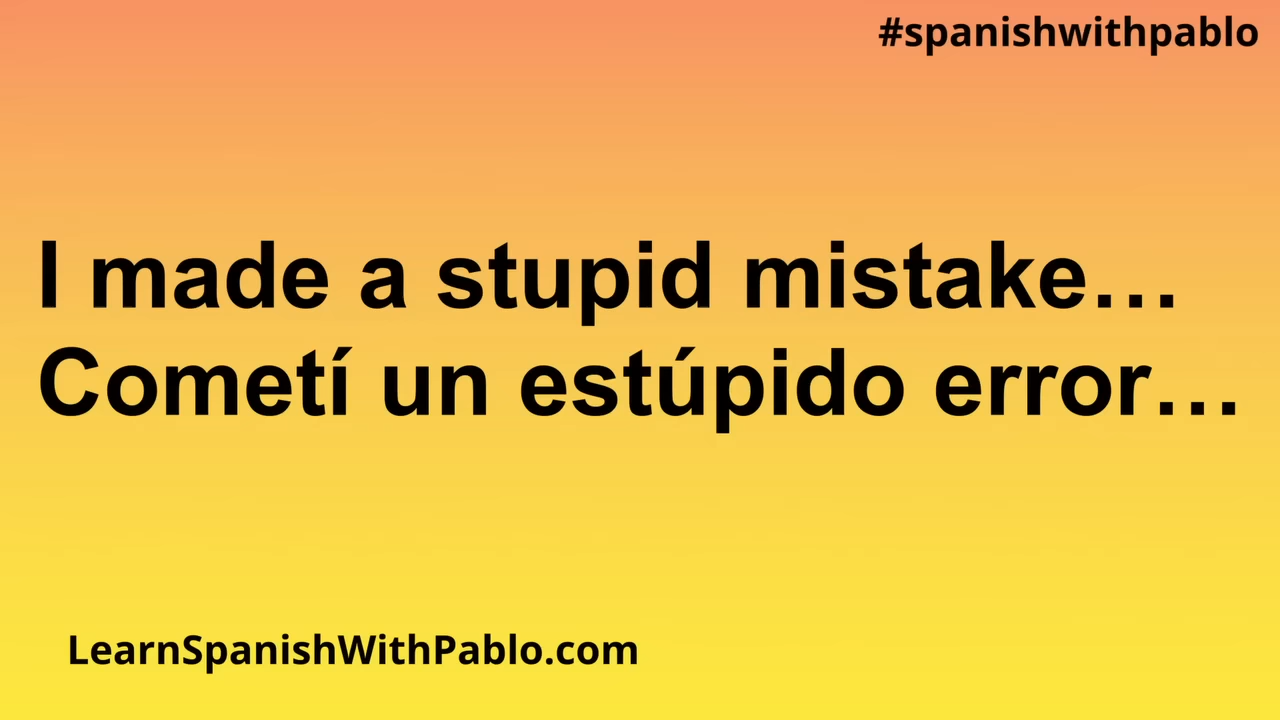 #spanishwithpablo
I made a stupid mistake…
Cometí un estúpido error…
LearnSpanishWithPablo.com